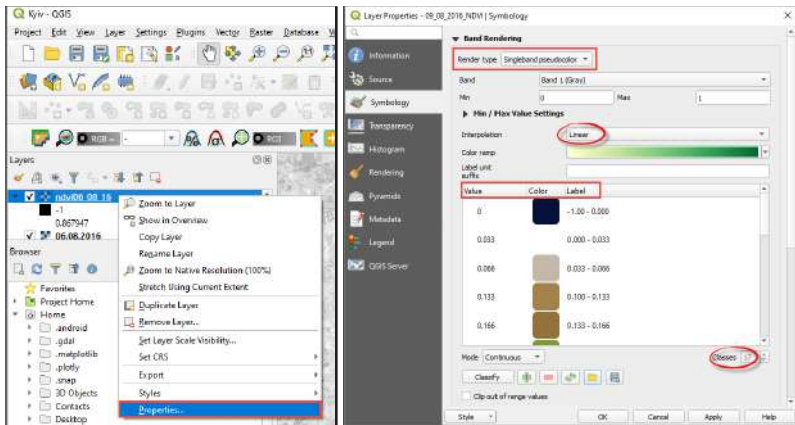 Kyiv - QGIS
Project Edit View Layer Settings Plugins Vector Raster Database
Layers
ndvi06_08_16
-1
0.867947
06.08.2016
Browser
Favorites
Project Home
Home
.android
.gdal
.matplotlib
.plotly
.snap
3D Objects
Contacts
Desktop
Zoom to Layer
Show in Overview
Copy Layer
Rename Layer
Zoom to Native Resolution (100%)
Stretch Using Current Extent
Duplicate Layer
Remove Layer...
Set Layer Scale Visibility...
Set CRS
Export
Styles
Properties...
Layer Properties - 09_08_2016_NDVI | Symbology
Information
Source
Symbology
Transparency
Histogram
Rendering
Pyramids
Metadata
Legend
QGIS Server
Band Rendering
Render type Singleband pseudocolor
Band Band 1 (Gray)
Min 0 Max 1
Min / Max Value Settings
Interpolation Linear
Color ramp
Label unit
suffix
Value Color Label
0 -1.00 - 0.000
0.033 0.000 - 0.033
0.066 0.033 - 0.066
0.133 0.100 - 0.133
0.166 0.133 - 0.166
Mode Continuous Classes
Classify
Clip out of range values
Style OK Cancel Apply Help